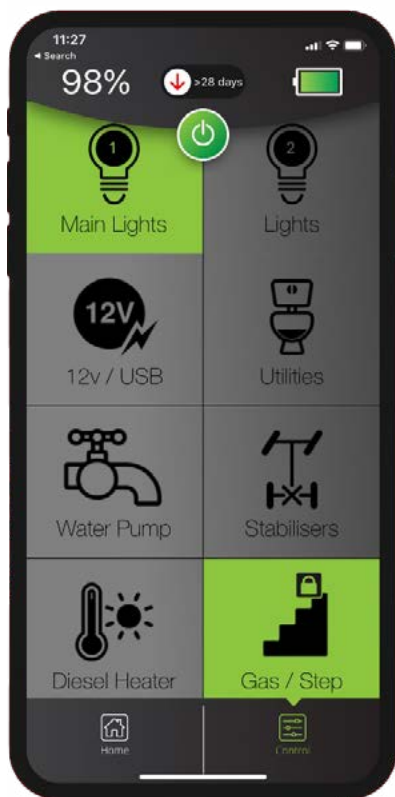 11:27
◀ Search
98%
>28 days
1
2
Main Lights
Lights
12V
12v / USB
Utilities
Water Pump
Stabilisers
Diesel Heater
Gas / Step
Home
Control